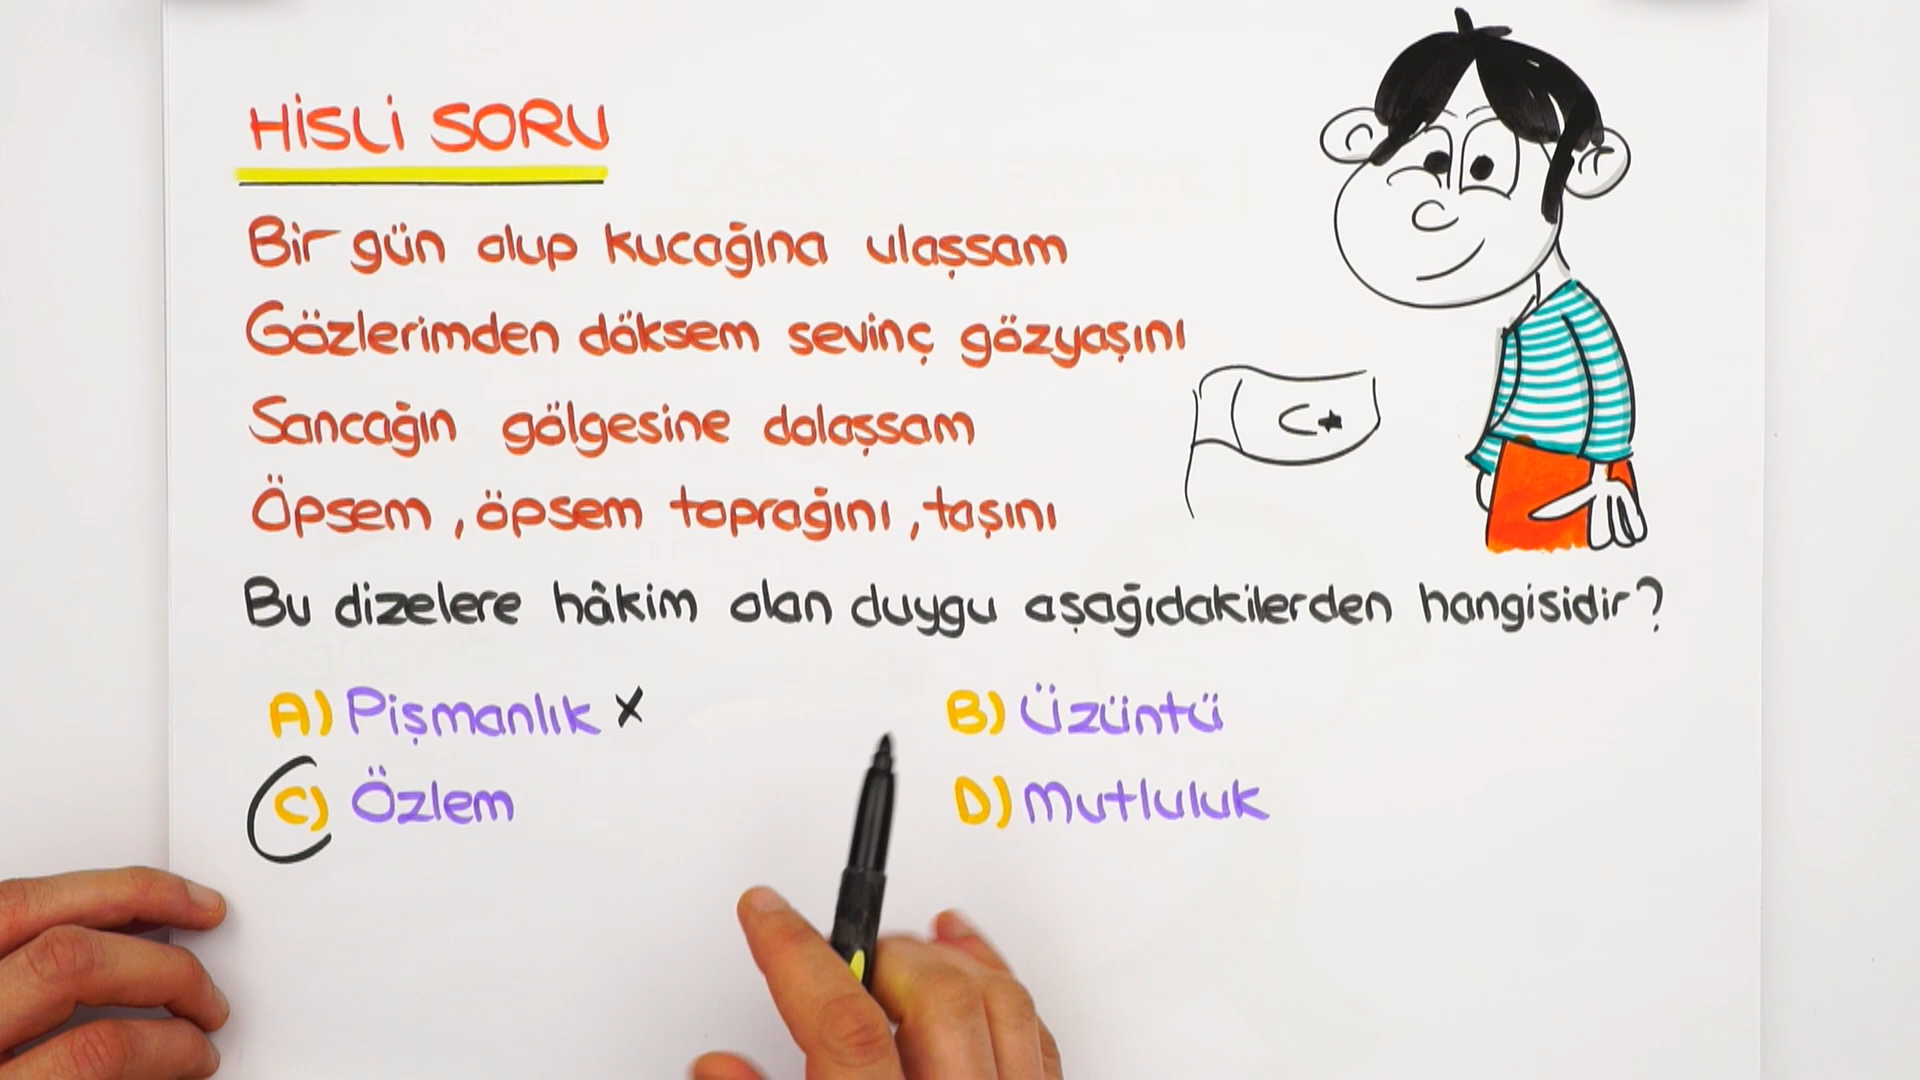 HİSLİ SORU
Bir gün olup kucağına ulaşsam
Gözlerimden döksem sevinç gözyaşını
Sancağın gölgesine dolaşsam
Öpsem, öpsem toprağını, taşını
Bu dizelere hâkim olan duygu aşağıdakilerden hangisidir?
A) Pişmanlık X
B) Üzüntü
C) Özlem
D) Mutluluk